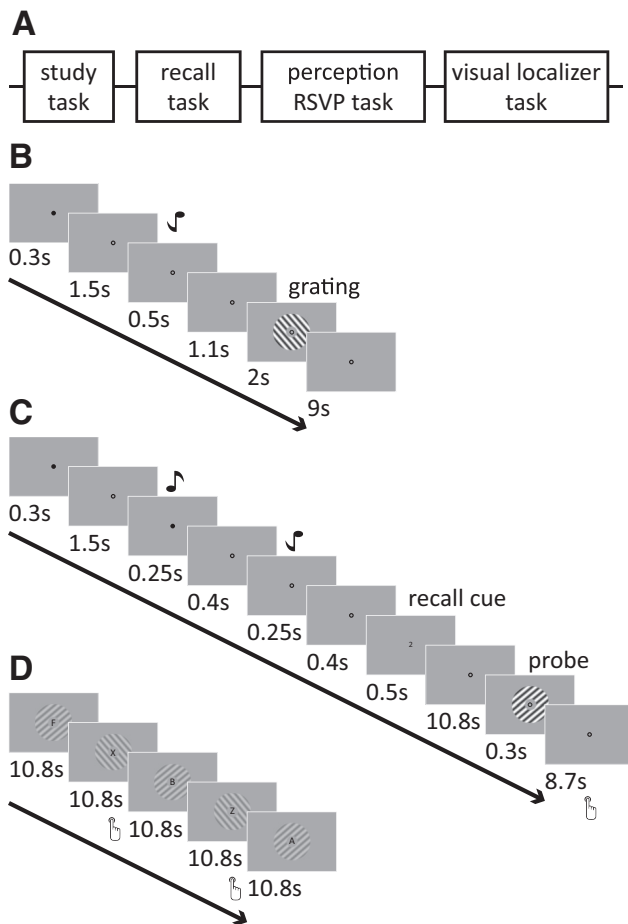 A
study
task
recall
task
perception
RSVP task
visual localizer
task
B
0.3s
1.5s
0.5s
1.1s
grating
2s
9s
C
0.3s
1.5s
0.25s
0.4s
0.25s
0.4s
recall cue
2
0.5s
10.8s
probe
0.3s
8.7s
D
F
10.8s
X
10.8s
B
10.8s
Z
10.8s
A
10.8s